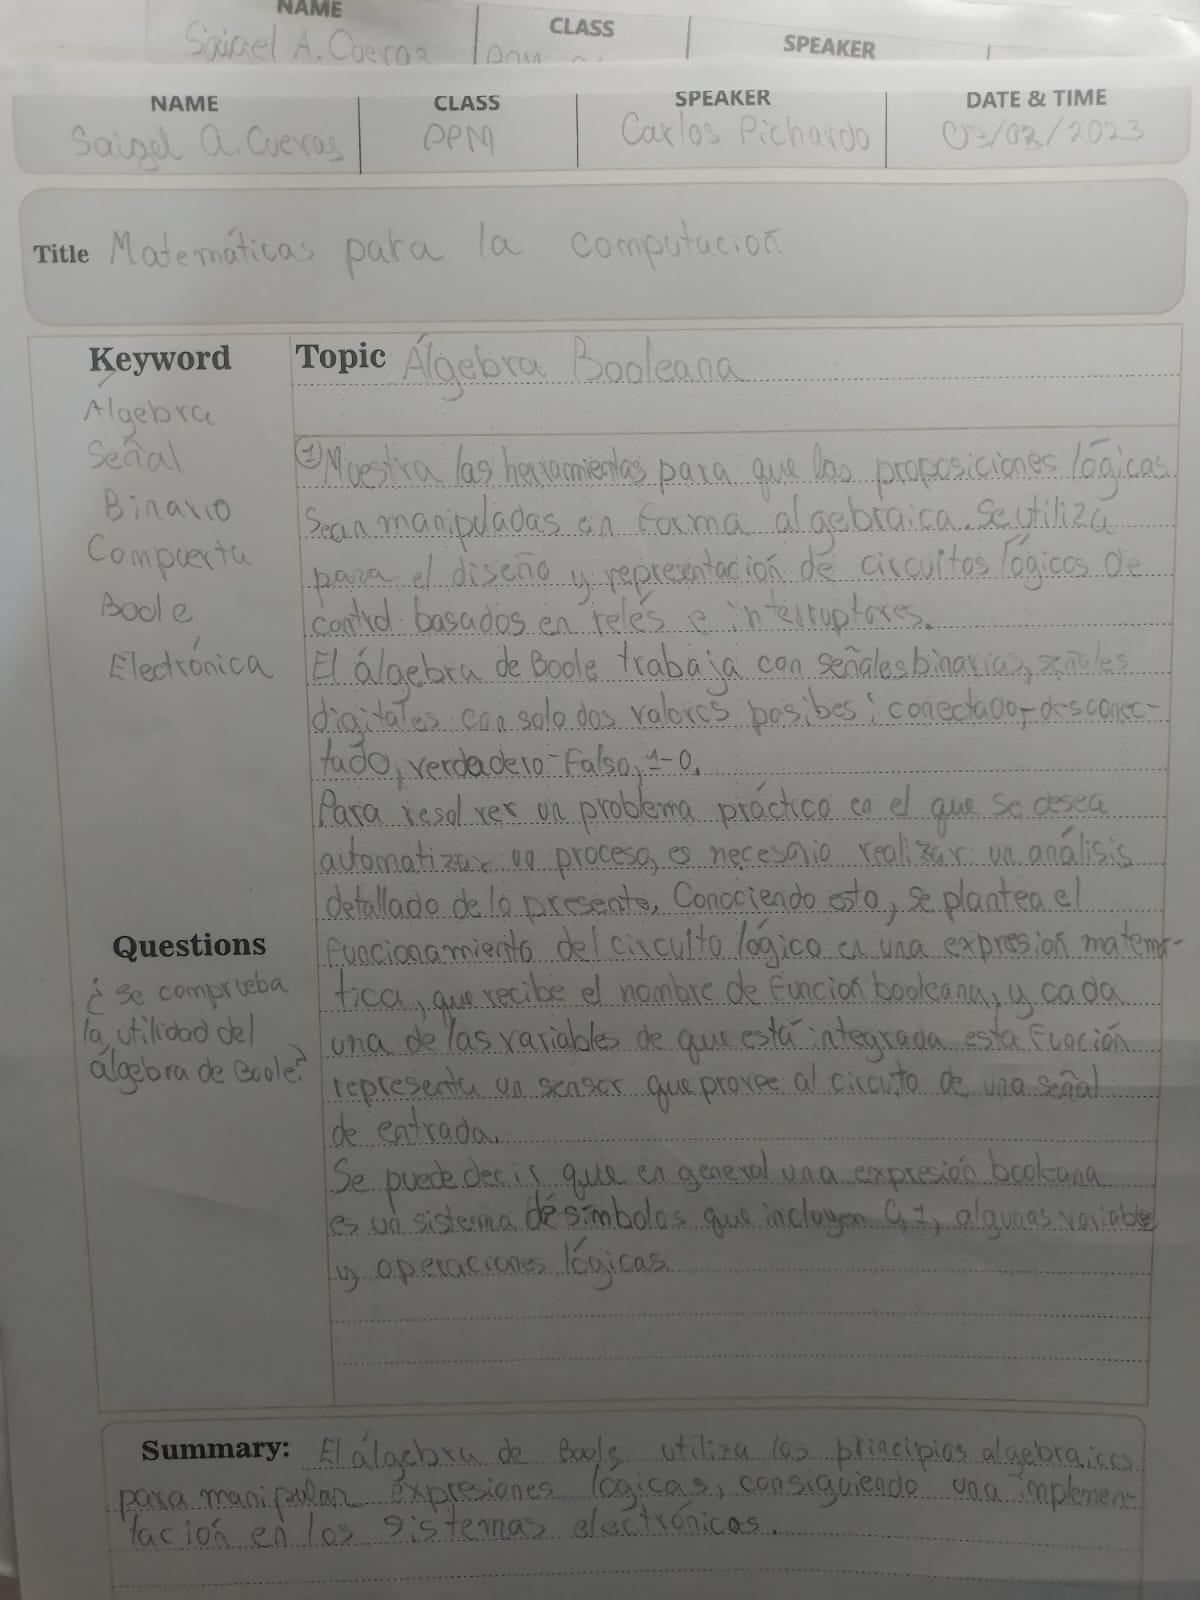 NAME CLASS SPEAKER
Saigel A. Cuevas
NAME CLASS SPEAKER DATE & TIME
Saigel A. Cuevas PPM Carlos Pichardo 03/03/2023
Title Matemáticas para la computación
Keyword Topic Álgebra Booleana
Algebra
Señal
Binario
Compuerta
Boole
Electrónica
① Muestra las herramientas para que las proposiciones lógicas
sean manipuladas en forma algebraica. Se utiliza
para el diseño y representación de circuitos lógicos de
control basados en relés e interruptores.
El álgebra de Boole trabaja con señales binarias, señales
digitales con solo dos valores posibes: conectado-desconec-
tado, verdadero-falso, 1-0.
Para resolver un problema práctico en el que se desea
automatizar un proceso, es necesario realizar un análisis
detallado de lo presente. Conociendo esto, se plantea el
funcionamiento del circuito lógico en una expresión matemá-
tica, que recibe el nombre de función booleana, y cada
una de las variables de que está integrada esta función
representa un sensor que provee al circuito de una señal
de entrada.
Se puede decir que en general una expresión booleana
es un sistema de símbolos que incluyen 0, 1, algunas variables
y operaciones lógicas.
Questions
¿Se comprueba
la utilidad del
álgebra de Boole?
Summary: El álgebra de Boole utiliza los principios algebraicos
para manipular expresiones lógicas, consiguiendo una implemen-
tación en los sistemas electrónicas.